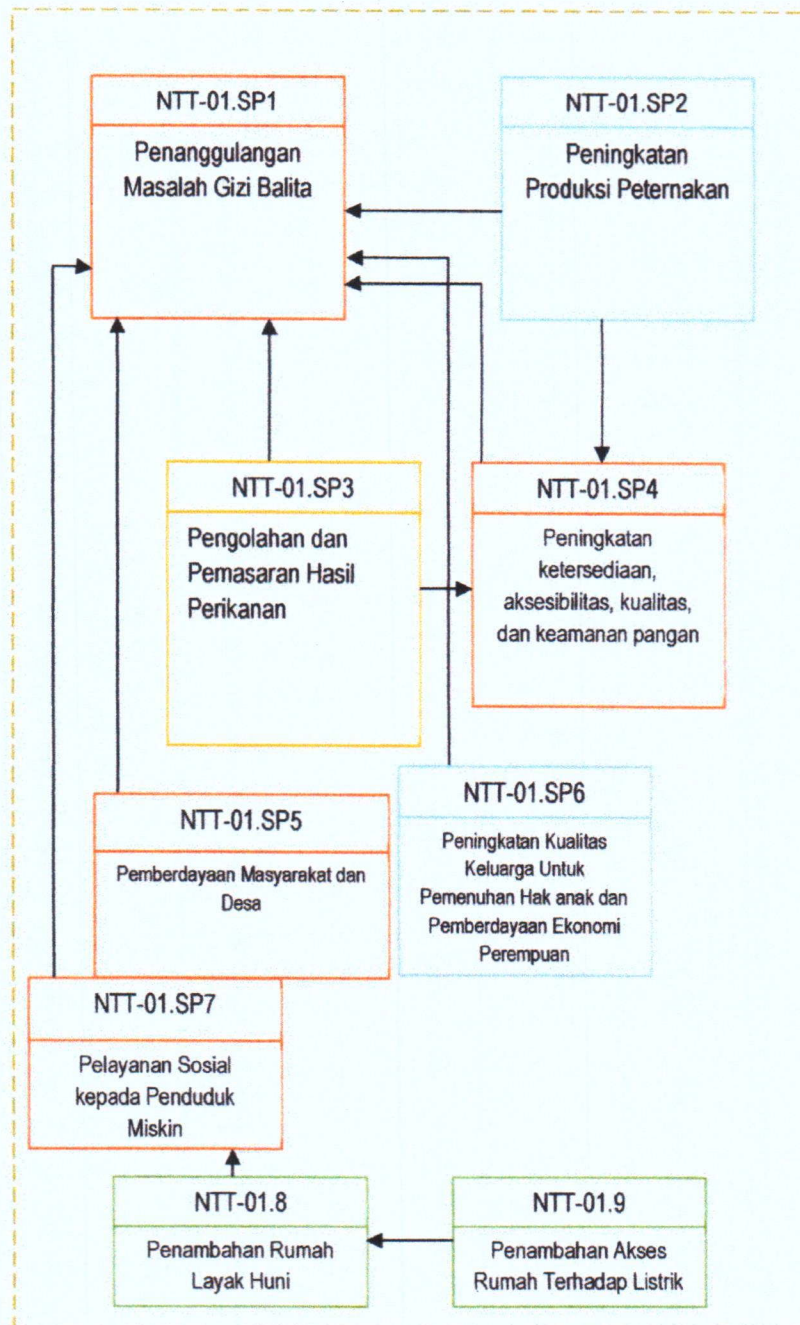 NTT-01.SP1
Penanggulangan
Masalah Gizi Balita
NTT-01.SP2
Peningkatan
Produksi Peternakan
NTT-01.SP3
Pengolahan dan
Pemasaran Hasil
Perikanan
NTT-01.SP4
Peningkatan
ketersediaan,
aksesibilitas, kualitas,
dan keamanan pangan
NTT-01.SP5
Pemberdayaan Masyarakat dan
Desa
NTT-01.SP6
Peningkatan Kualitas
Keluarga Untuk
Pemenuhan Hak anak dan
Pemberdayaan Ekonomi
Perempuan
NTT-01.SP7
Pelayanan Sosial
kepada Penduduk
Miskin
NTT-01.8
Penambahan Rumah
Layak Huni
NTT-01.9
Penambahan Akses
Rumah Terhadap Listrik